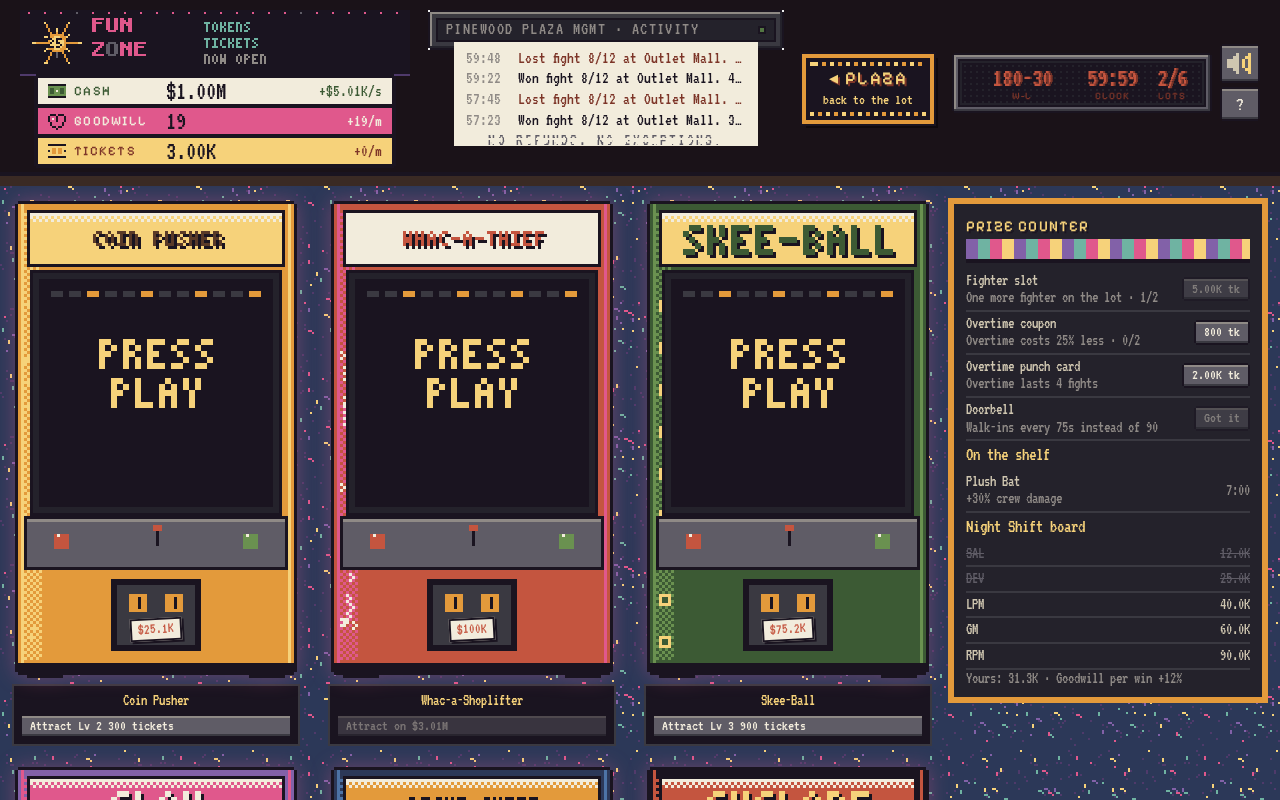 FUN
ZONE
TOKENS
TICKETS
NOW OPEN
CASH $1.00M +$5.01K/s
GOODWILL 19 +19/m
TICKETS 3.00K +0/m
PINEWOOD PLAZA MGMT · ACTIVITY
59:48 Lost fight 8/12 at Outlet Mall. …
59:22 Won fight 8/12 at Outlet Mall. 4…
57:45 Lost fight 8/12 at Outlet Mall. …
57:23 Won fight 8/12 at Outlet Mall. 3…
NO REFUNDS. NO EXCEPTIONS.
◄ PLAZA
back to the lot
180-30 59:59 2/6
W-L CLOCK LOTS
?
COIN PUSHER
PRESS
PLAY
$25.1K
Coin Pusher
Attract Lv 2 300 tickets
WHAC-A-THIEF
PRESS
PLAY
$100K
Whac-a-Shoplifter
Attract on $3.01M
SKEE-BALL
PRESS
PLAY
$75.2K
Skee-Ball
Attract Lv 3 900 tickets
PRIZE COUNTER
Fighter slot
One more fighter on the lot · 1/2
5.00K tk
Overtime coupon
Overtime costs 25% less · 0/2
800 tk
Overtime punch card
Overtime lasts 4 fights
2.00K tk
Doorbell
Walk-ins every 75s instead of 90
Got it
On the shelf
Plush Bat
+30% crew damage
7:00
Night Shift board
SAL 12.0K
DEV 25.0K
LPM 40.0K
GM 60.0K
RPM 90.0K
Yours: 31.3K · Goodwill per win +12%